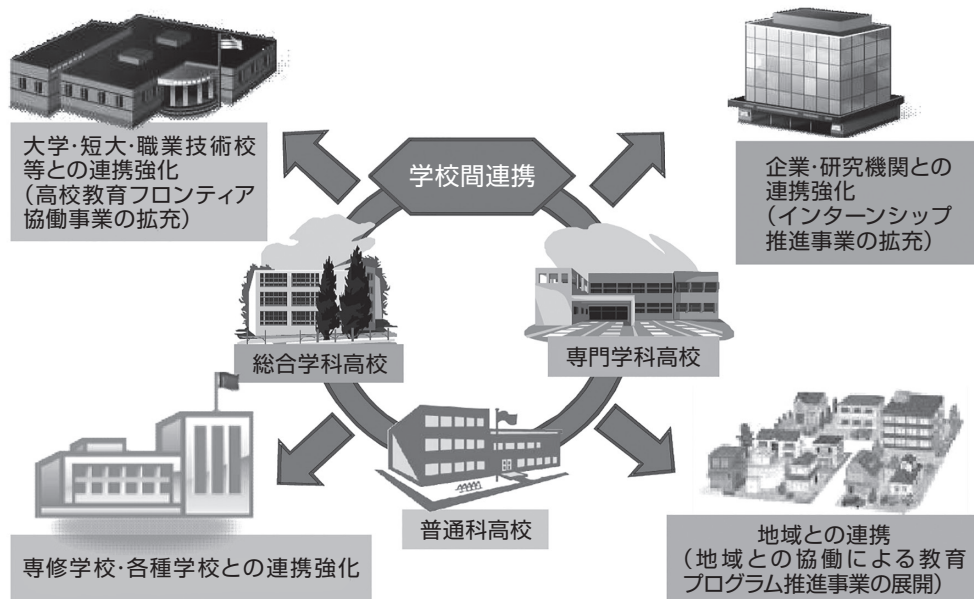 大学・短大・職業技術校
等との連携強化
(高校教育フロンティア
協働事業の拡充)
学校間連携
企業・研究機関との
連携強化
(インターンシップ
推進事業の拡充)
総合学科高校
専門学科高校
普通科高校
専修学校・各種学校との連携強化
地域との連携
(地域との協働による教育
プログラム推進事業の展開)